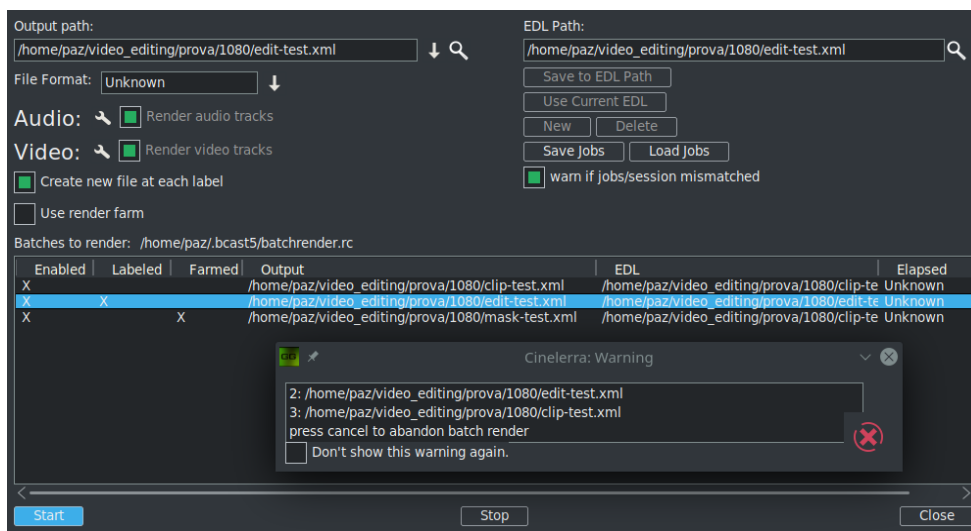 Output path:
/home/paz/video_editing/prova/1080/edit-test.xml
File Format: Unknown
Audio: Render audio tracks
Video: Render video tracks
Create new file at each label
Use render farm
EDL Path:
/home/paz/video_editing/prova/1080/edit-test.xml
Save to EDL Path
Use Current EDL
New Delete
Save Jobs Load Jobs
warn if jobs/session mismatched
Batches to render: /home/paz/.bcast5/batchrender.rc
Enabled Labeled Farmed Output EDL Elapsed
X /home/paz/video_editing/prova/1080/clip-test.xml /home/paz/video_editing/prova/1080/clip-te Unknown
X X /home/paz/video_editing/prova/1080/edit-test.xml /home/paz/video_editing/prova/1080/edit-te Unknown
X X /home/paz/video_editing/prova/1080/mask-test.xml /home/paz/video_editing/prova/1080/clip-te Unknown
Cinelerra: Warning
2: /home/paz/video_editing/prova/1080/edit-test.xml
3: /home/paz/video_editing/prova/1080/clip-test.xml
press cancel to abandon batch render
Don't show this warning again.
Start Stop Close